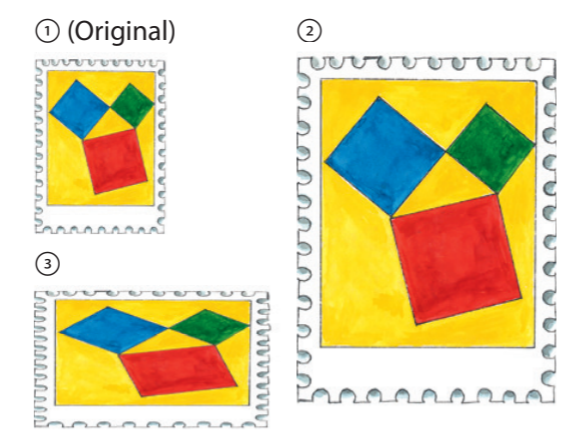 ① (Original)
②
③